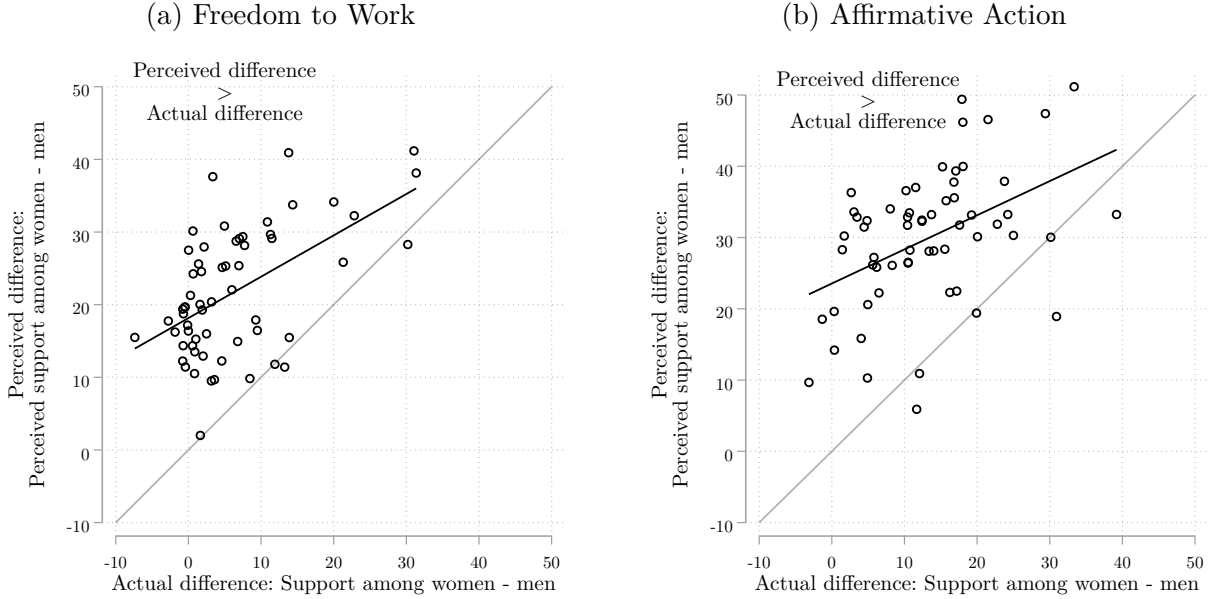 (a) Freedom to Work
Perceived difference
>
Actual difference
Perceived difference:
Perceived support among women - men
50
40
30
20
10
0
-10
-10 0 10 20 30 40 50
Actual difference: Support among women - men
(b) Affirmative Action
Perceived difference
>
Actual difference
Perceived difference:
Perceived support among women - men
50
40
30
20
10
0
-10
-10 0 10 20 30 40 50
Actual difference: Support among women - men